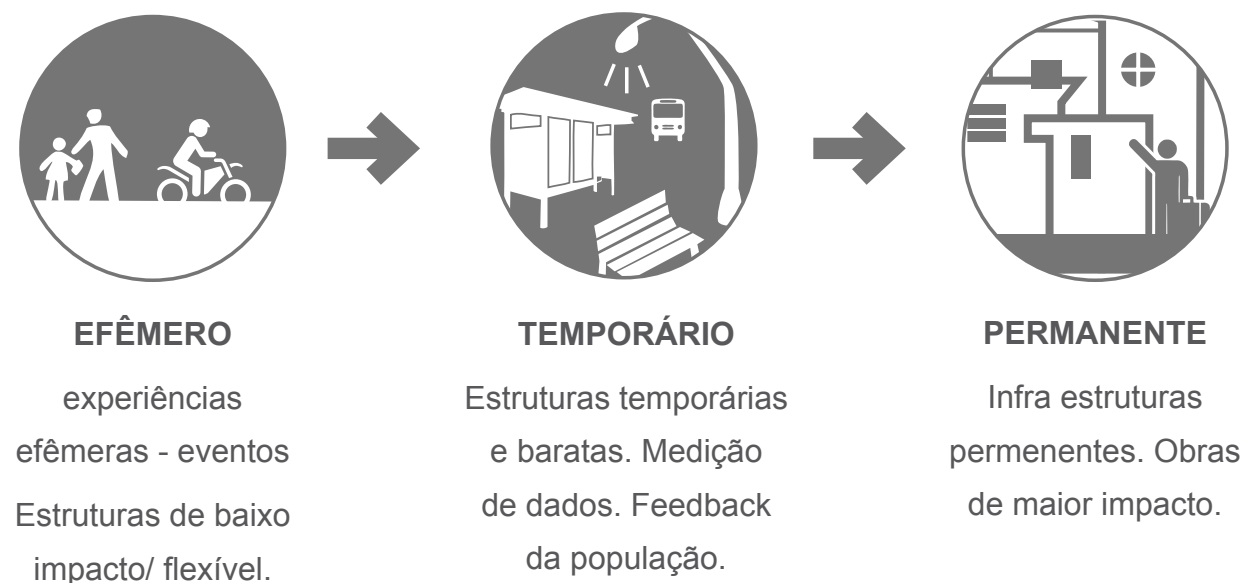 EFÊMERO
experiências
efêmeras - eventos
Estruturas de baixo
impacto/ flexível.
TEMPORÁRIO
Estruturas temporárias
e baratas. Medição
de dados. Feedback
da população.
PERMANENTE
Infra estruturas
permenentes. Obras
de maior impacto.